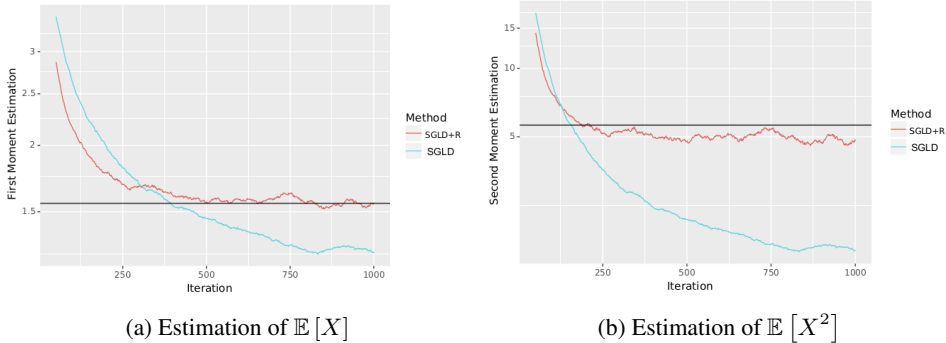 First Moment Estimation
3
2.5
2
1.5
250
500
750
1000
Iteration
Method
SGLD+R
SGLD
(a) Estimation of 𝔼 [X]
Second Moment Estimation
15
10
5
250
500
750
1000
Iteration
Method
SGLD+R
SGLD
(b) Estimation of 𝔼 [X²]